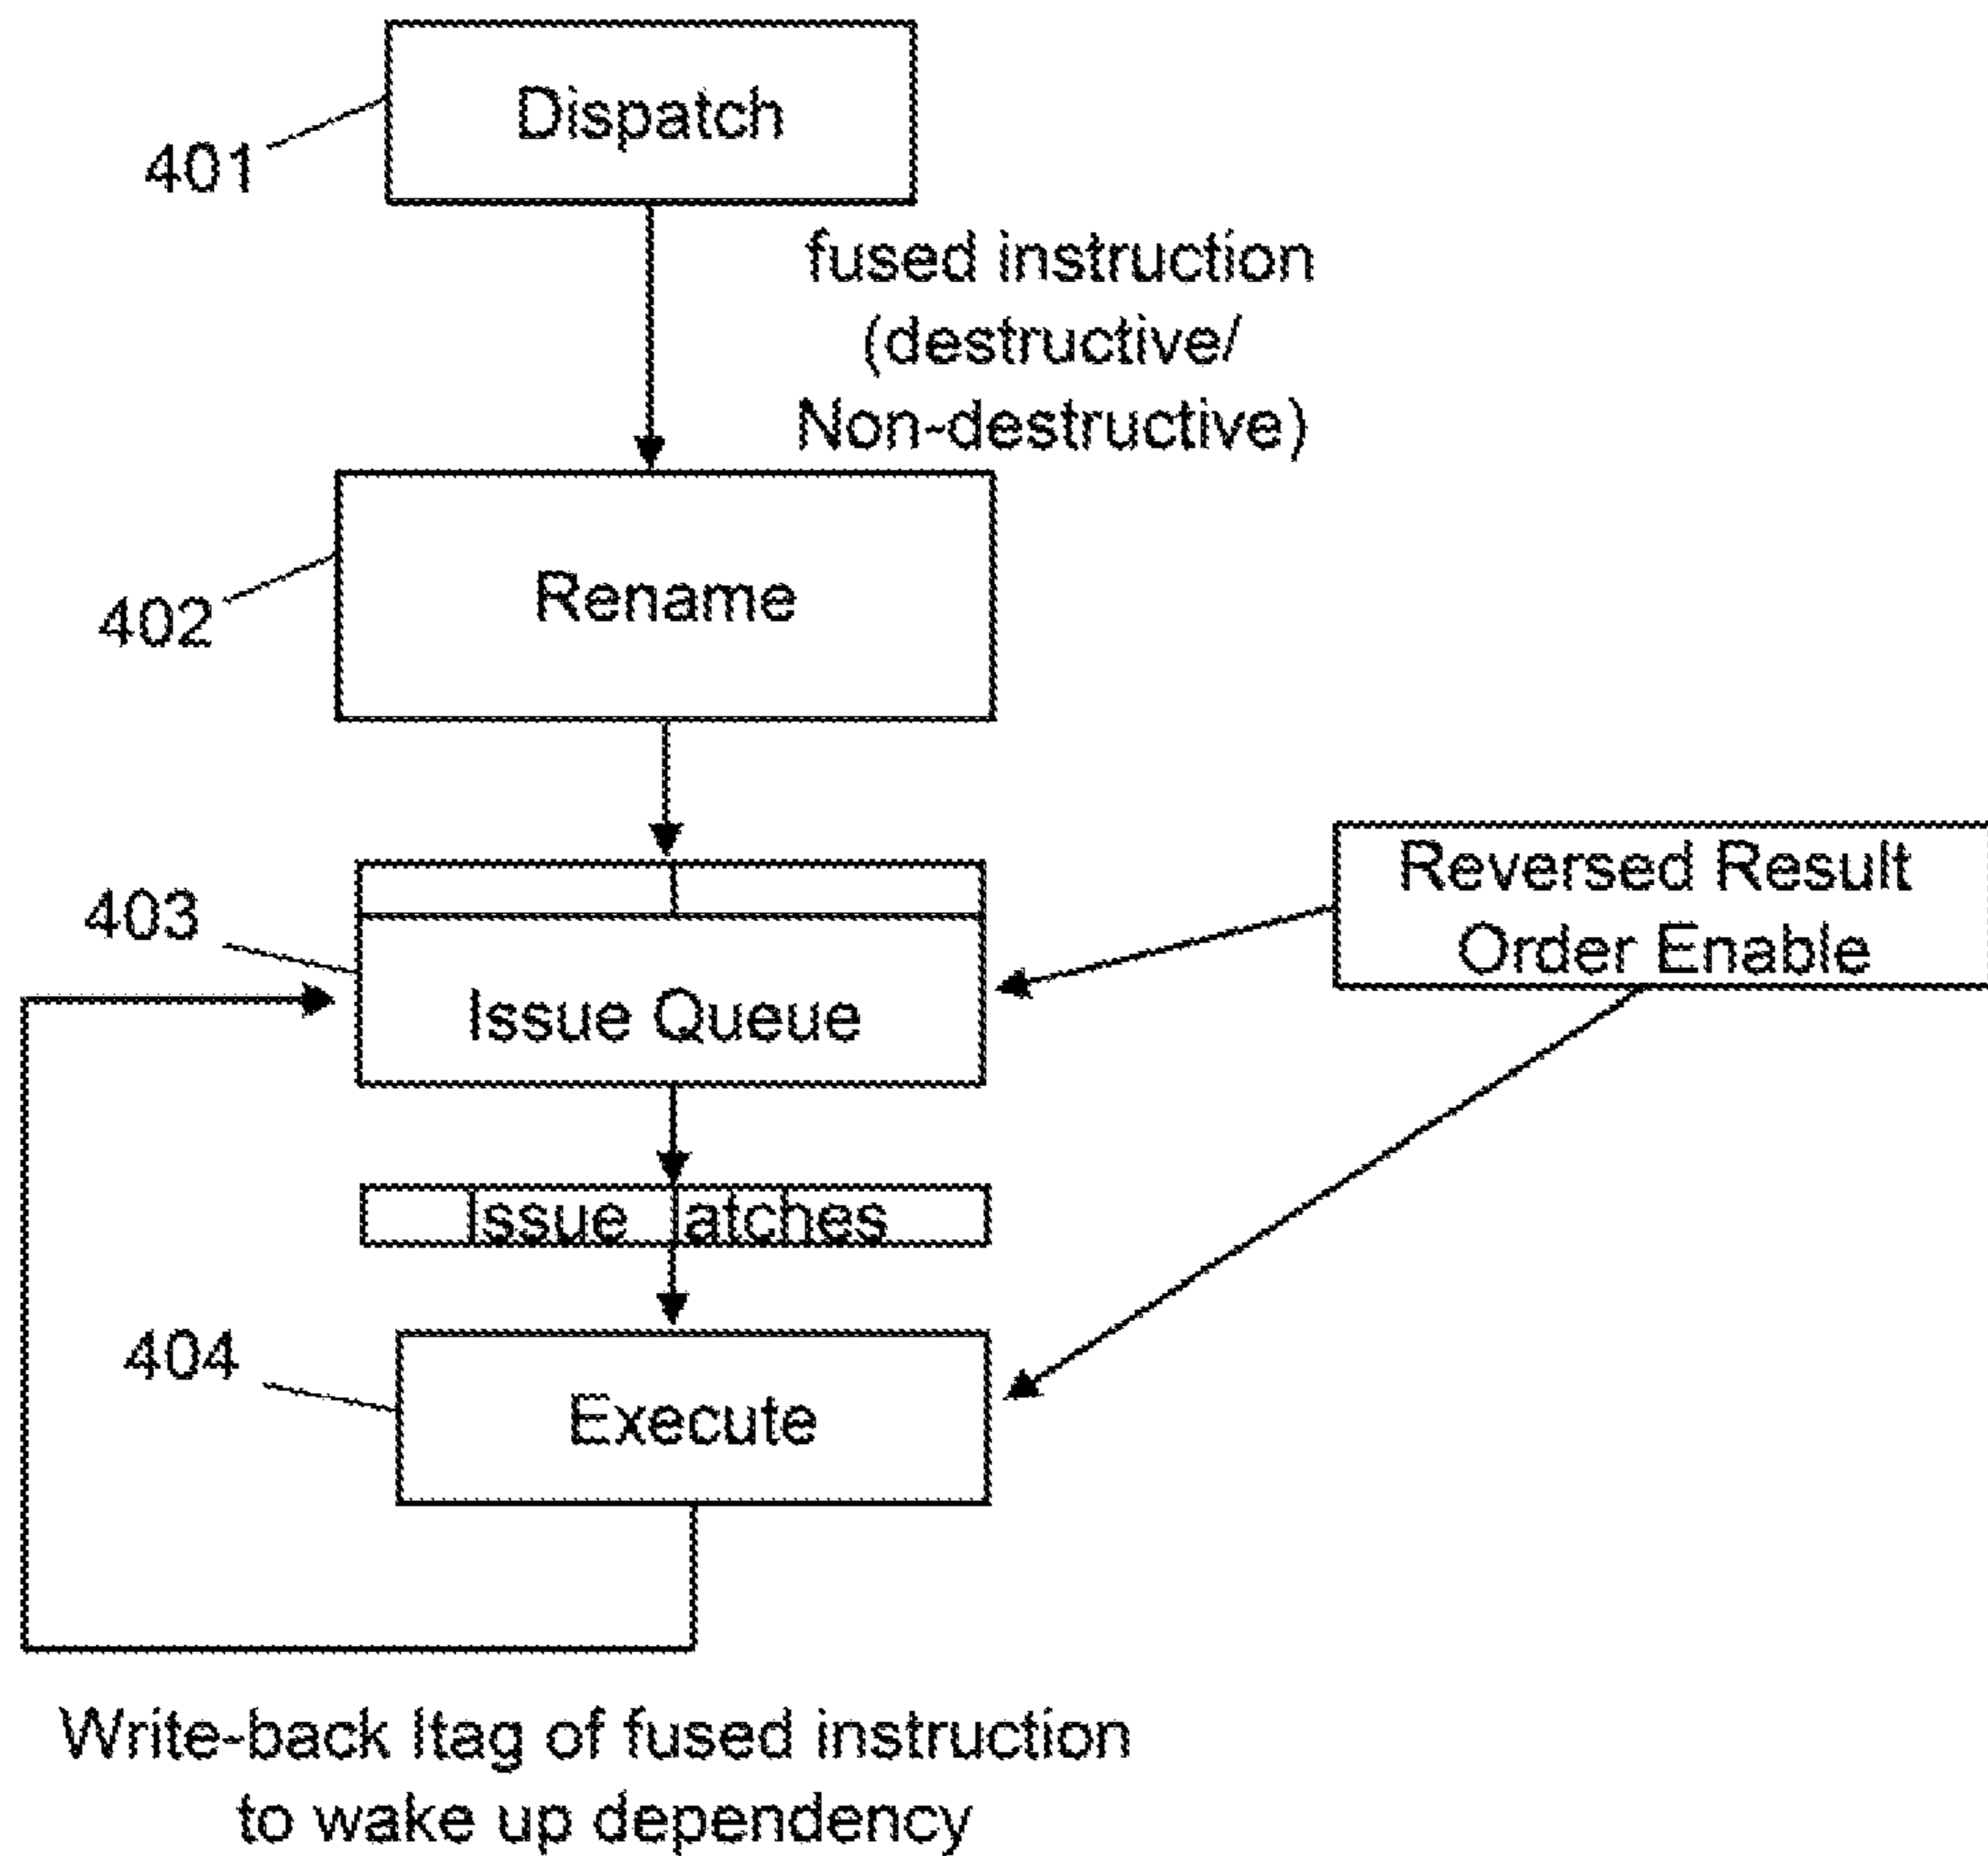 Dispatch
401
fused instruction
(destructive/
Non-destructive)
Rename
402
Reversed Result
Order Enable
403
Issue Queue
Issue latches
404
Execute
Write-back Itag of fused instruction
to wake up dependency